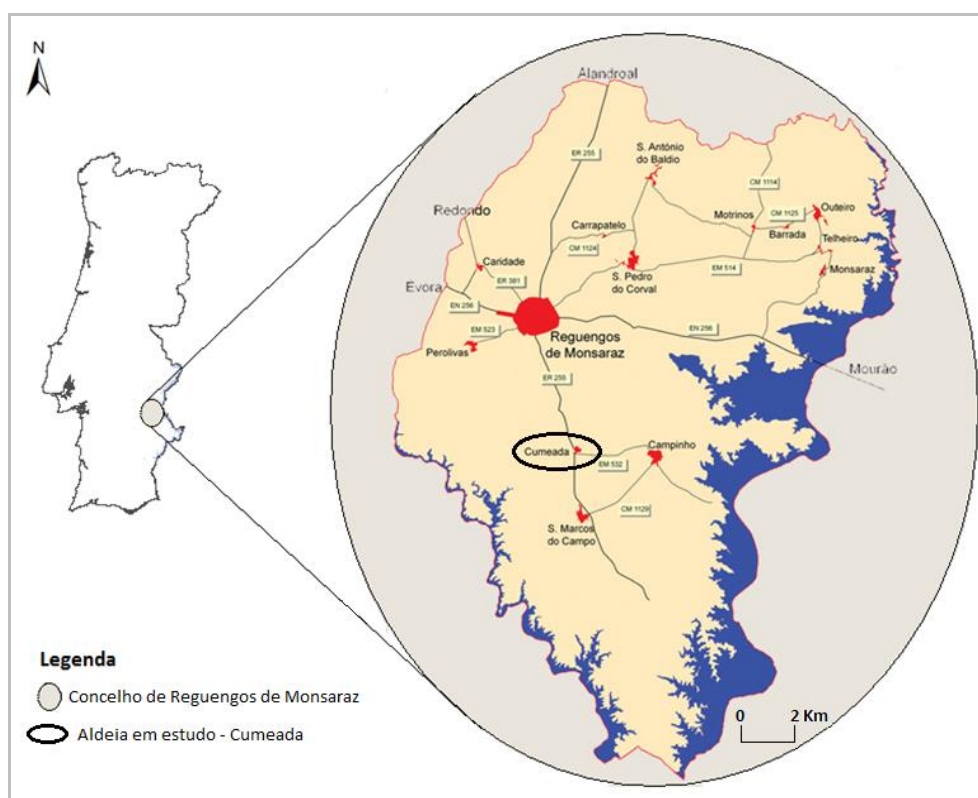 N
Alandroal
ER 255
S. António
do Baldio
CM 1114
Redondo
Carrapatelo
Motrinos
CM 1125
Outeiro
Barrada
Telheiro
CM 1124
Caridade
S. Pedro
do Corval
EM 514
Monsaraz
Evora
ER 381
EN 256
EM 523
Perolivas
Reguengos
de Monsaraz
EN 256
Mourão
ER 255
Cumeada
Campinho
EM 532
S. Marcos
do Campo
CM 1129
Legenda
Concelho de Reguengos de Monsaraz
Aldeia em estudo - Cumeada
0 2 Km